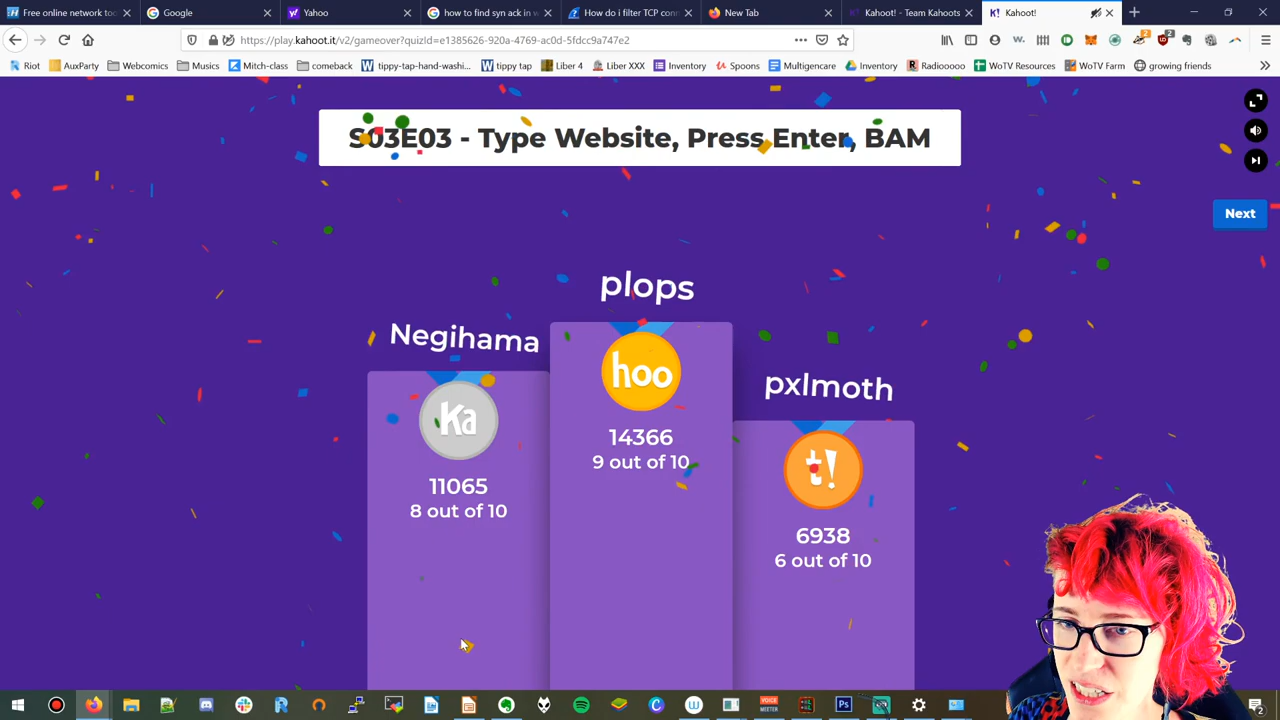 Free online network too
Google
Yahoo
how to find syn ack in w
How do i filter TCP conn
New Tab
Kahoot! - Team Kahoots
Kahoot!
https://play.kahoot.it/v2/gameover?quizId=e1385626-920a-4769-ac0d-5fdcc9a747e2
Riot
AuxParty
Webcomics
Musics
Mitch-class
comeback
tippy-tap-hand-washi...
tippy tap
Liber 4
Liber XXX
Inventory
Spoons
Multigencare
Inventory
Radiooooo
WoTV Resources
WoTV Farm
growing friends
S03E03 - Type Website, Press Enter, BAM
Next
plops
Negihama
pxlmoth
hoo
Ka
t!
14366
9 out of 10
11065
8 out of 10
6938
6 out of 10